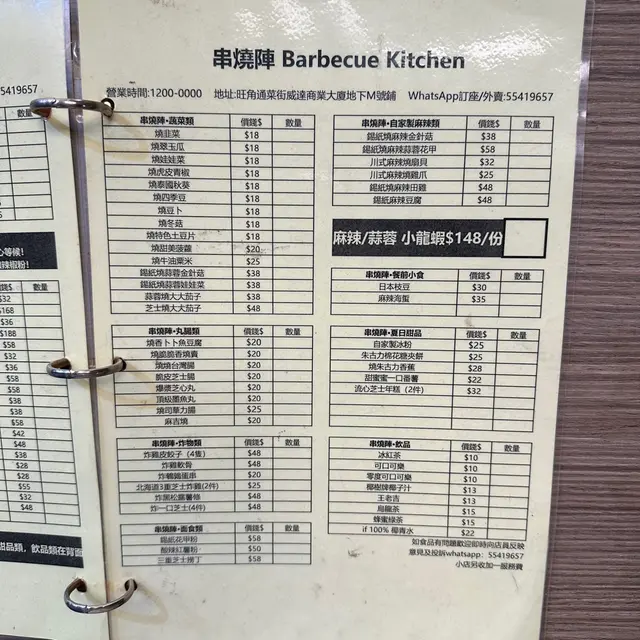 串燒陣 Barbecue Kitchen
營業時間:1200-0000 地址:旺角通菜街威達商業大廈地下M號鋪 WhatsApp訂座/外賣:55419657
串燒陣•蔬菜類 價錢$ 數量
燒韭菜 $18
燒翠玉瓜 $18
燒娃娃菜 $18
燒虎皮青椒 $18
燒泰國秋葵 $18
燒四季豆 $18
燒豆卜 $18
燒冬菇 $18
燒特色土豆片 $18
燒甜美菠蘿 $20
燒牛油粟米 $25
錫紙燒蒜蓉金針菇 $38
錫紙燒蒜蓉娃娃菜 $38
蒜蓉燒大大茄子 $38
芝士燒大大茄子 $48
串燒陣•丸腸類 價錢$ 數量
燒香卜卜魚豆腐 $20
燒脆脆香燒賣 $20
燒燒台灣腸 $20
脆皮芝士腸 $20
爆漿芝心丸 $20
頂級墨魚丸 $20
燒司華力腸 $25
麻吉燒 $20
串燒陣•炸物類 價錢$ 數量
炸雞皮餃子（4隻） $48
炸雞軟骨 $48
炸鵪鶉蛋串 $20
北海道3重芝士炸雞(2件) $25
炸黑松露薯條 $48
炸一口芝士(4件) $48
串燒陣•面食類 價錢$ 數量
錫紙花甲粉 $58
酸辣紅薯粉 $50
三重芝士撈丁 $58
串燒陣•自家製麻辣類 價錢$ 數量
錫紙燒麻辣金針菇 $38
錫紙燒麻辣蒜蓉花甲 $58
川式麻辣燒扇貝 $32
川式麻辣燒雞爪 $25
錫紙燒麻辣田雞 $48
錫紙麻辣豆腐 $48
麻辣/蒜蓉 小龍蝦$148/份
串燒陣•餐前小食 價錢$ 數量
日本枝豆 $30
麻辣海蜇 $35
串燒陣•夏日甜品 價錢$ 數量
自家製冰粉 $25
朱古力棉花糖夾餅 $25
燒朱古力香蕉 $28
甜蜜蜜一口番薯 $22
流心芝士年糕（2件） $32
串燒陣•飲品 價錢$ 數量
冰紅茶 $10
可口可樂 $10
零度可口可樂 $10
椰樹牌椰子汁 $13
王老吉 $13
烏龍茶 $15
蜂蜜綠茶 $15
if 100% 椰青水 $22
如食品有問題歡迎即時向店員反映
意見及投訴whatsapp：55419657
小店另收加一服務費